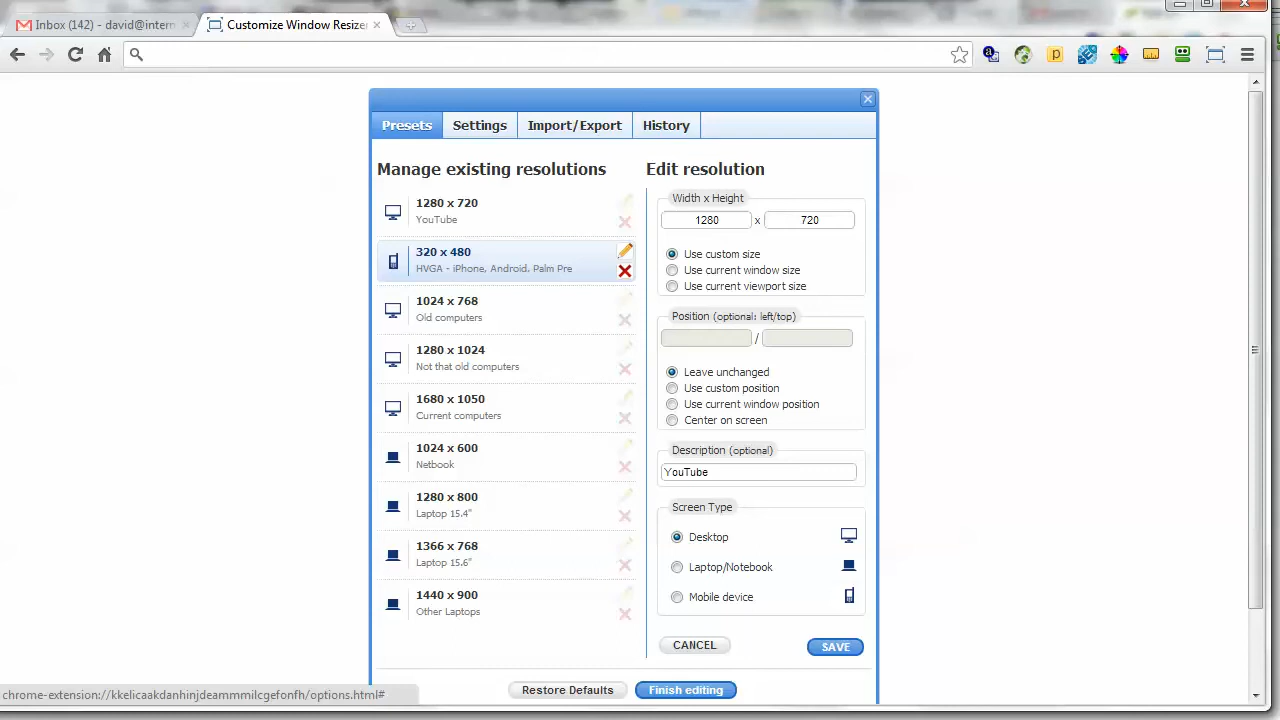 Inbox (142) - david@intern
Customize Window Resizer
Presets
Settings
Import/Export
History
Manage existing resolutions
1280 x 720
YouTube
320 x 480
HVGA - iPhone, Android, Palm Pre
1024 x 768
Old computers
1280 x 1024
Not that old computers
1680 x 1050
Current computers
1024 x 600
Netbook
1280 x 800
Laptop 15.4"
1366 x 768
Laptop 15.6"
1440 x 900
Other Laptops
Edit resolution
Width x Height
1280 x 720
Use custom size
Use current window size
Use current viewport size
Position (optional: left/top)
/
Leave unchanged
Use custom position
Use current window position
Center on screen
Description (optional)
YouTube
Screen Type
Desktop
Laptop/Notebook
Mobile device
CANCEL
SAVE
Restore Defaults
Finish editing
chrome-extension://kkelicaakdanhinjdeammmilcgefonfh/options.html#